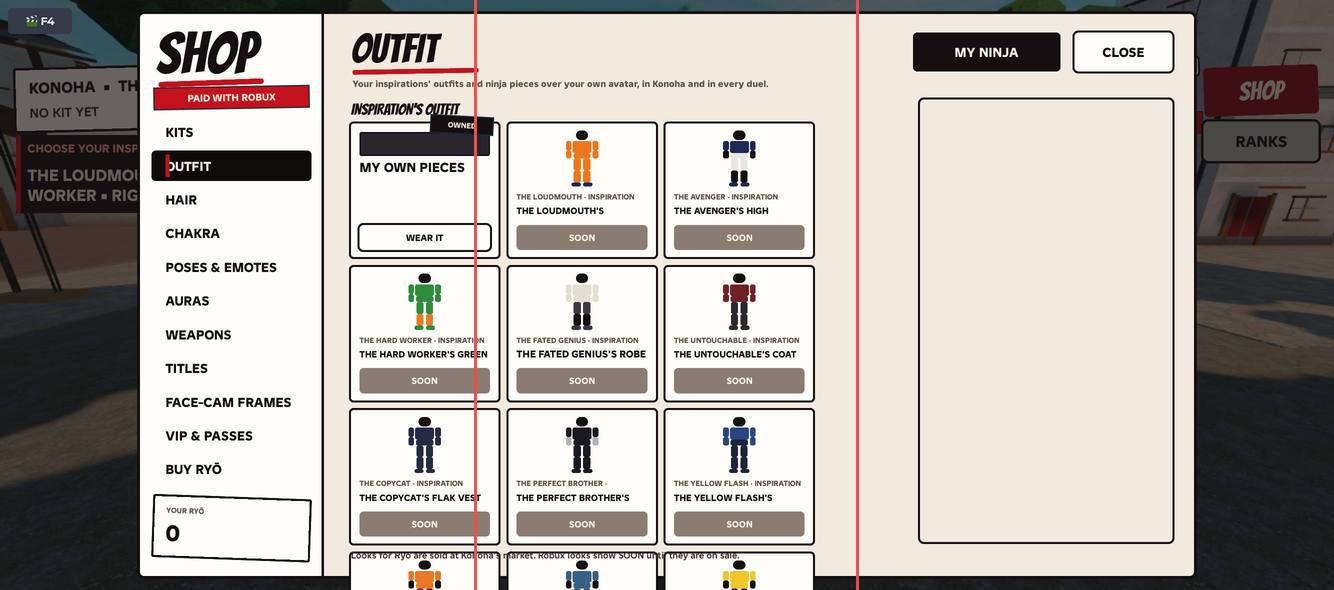 F4
SHOP
PAID WITH ROBUX
KITS
OUTFIT
HAIR
CHAKRA
POSES & EMOTES
AURAS
WEAPONS
TITLES
FACE-CAM FRAMES
VIP & PASSES
BUY RYŌ
YOUR RYŌ
0
KONOHA ▪ TH
NO KIT YET
CHOOSE YOUR INSP
THE LOUDMOU
WORKER ▪ RIG
OUTFIT
Your inspirations' outfits and ninja pieces over your own avatar, in Konoha and in every duel.
MY NINJA
CLOSE
INSPIRATION'S OUTFIT
OWNED
MY OWN PIECES
WEAR IT
THE LOUDMOUTH · INSPIRATION
THE LOUDMOUTH'S
SOON
THE AVENGER · INSPIRATION
THE AVENGER'S HIGH
SOON
THE HARD WORKER · INSPIRATION
THE HARD WORKER'S GREEN
SOON
THE FATED GENIUS · INSPIRATION
THE FATED GENIUS'S ROBE
SOON
THE UNTOUCHABLE · INSPIRATION
THE UNTOUCHABLE'S COAT
SOON
THE COPYCAT · INSPIRATION
THE COPYCAT'S FLAK VEST
SOON
THE PERFECT BROTHER ·
THE PERFECT BROTHER'S
SOON
THE YELLOW FLASH · INSPIRATION
THE YELLOW FLASH'S
SOON
Looks for Ryō are sold at Konoha's market. Robux looks show SOON until they are on sale.
SHOP
RANKS